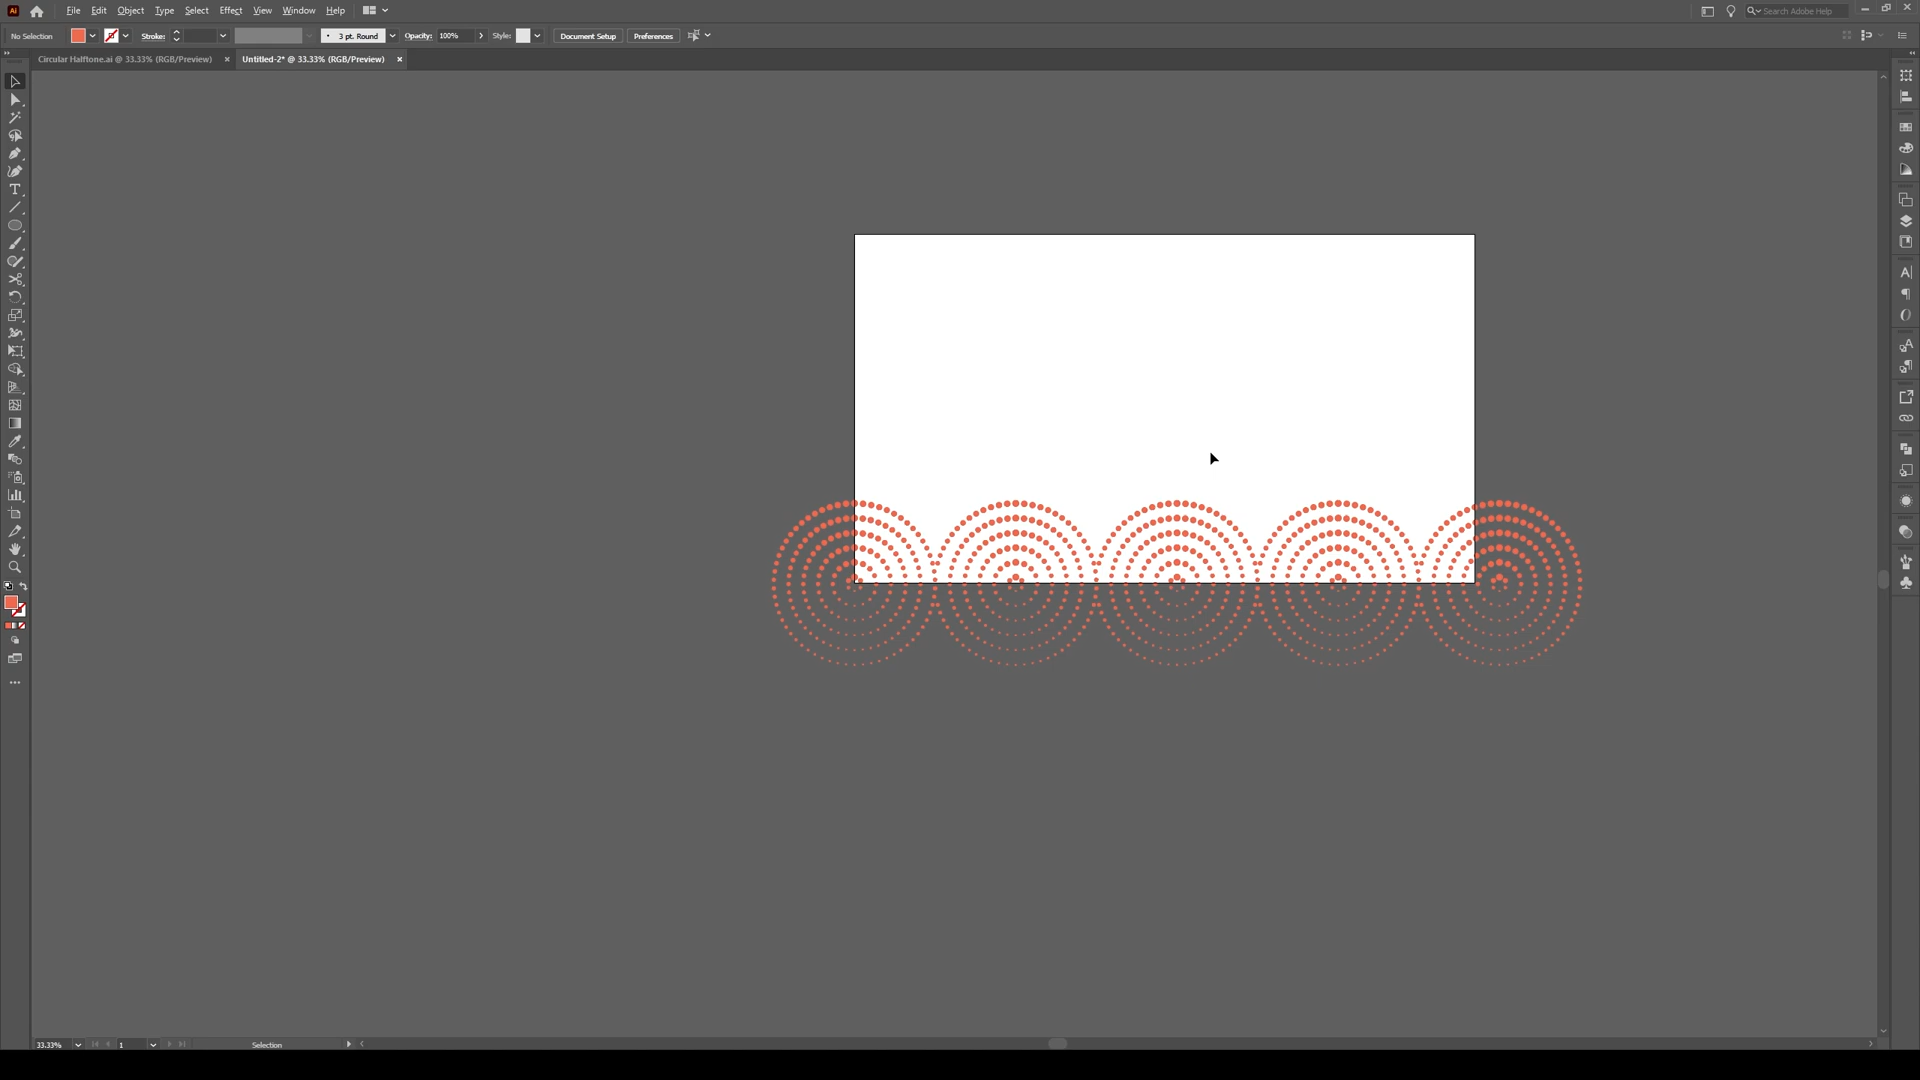 Ai File Edit Object Type Select Effect View Window Help Search Adobe Help
No Selection Stroke: 3 pt. Round Opacity: 100% Style: Document Setup Preferences
Circular Halftone.ai @ 33.33% (RGB/Preview) × Untitled-2* @ 33.33% (RGB/Preview) ×
33.33% 1 Selection